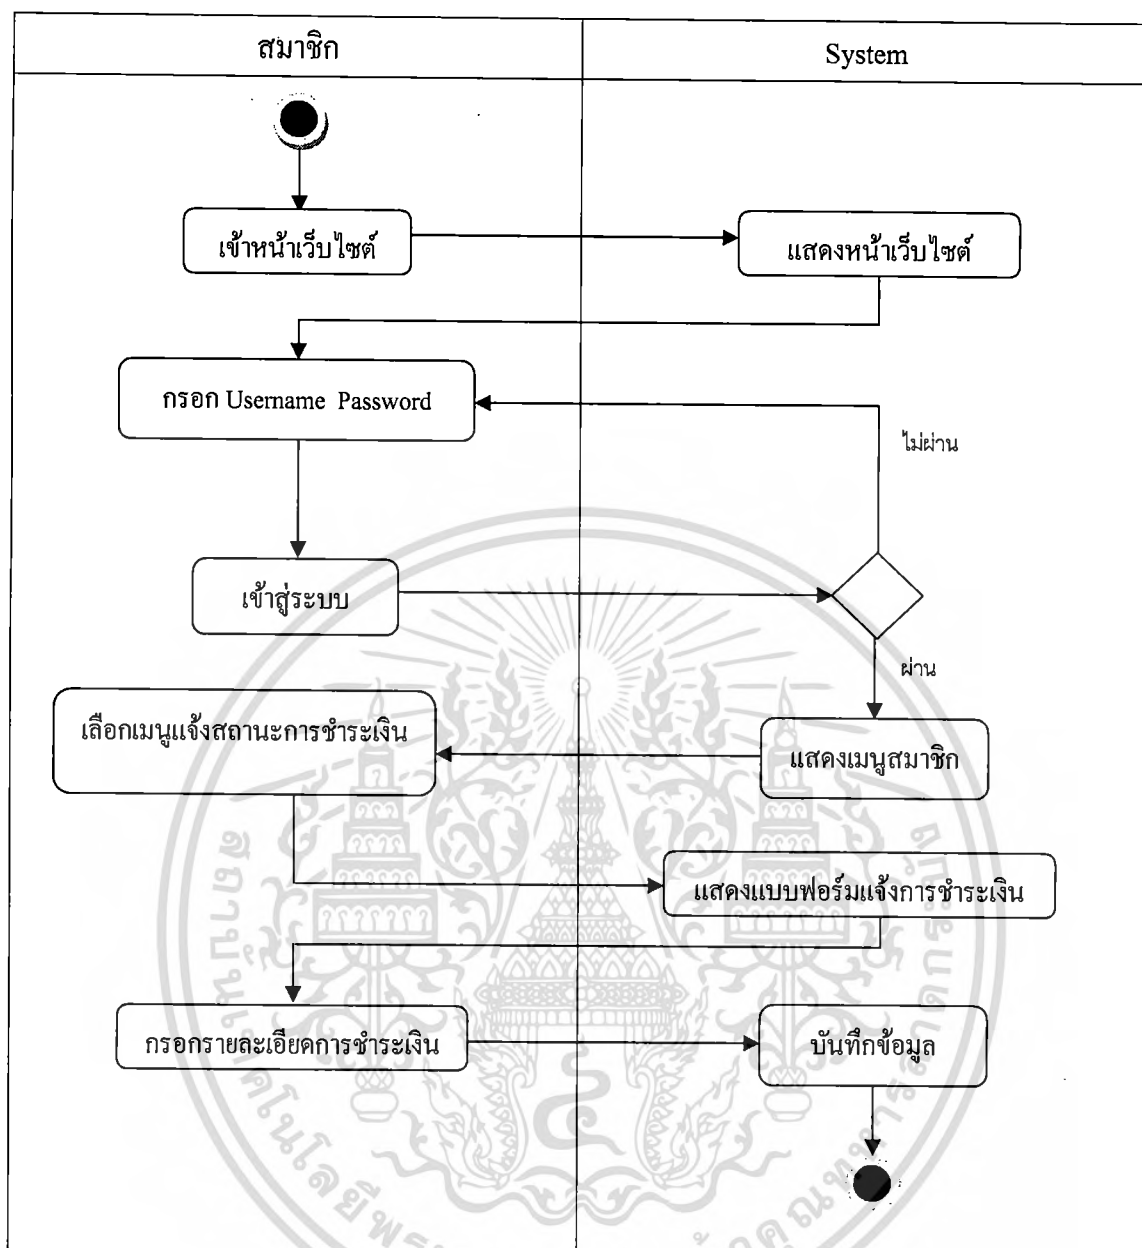 สมาชิก
System
เข้าหน้าเว็บไซต์
แสดงหน้าเว็บไซต์
กรอก Username Password
ไม่ผ่าน
เข้าสู่ระบบ
ผ่าน
เลือกเมนูแจ้งสถานะการชำระเงิน
แสดงเมนูสมาชิก
แสดงแบบฟอร์มแจ้งการชำระเงิน
กรอกรายละเอียดการชำระเงิน
บันทึกข้อมูล